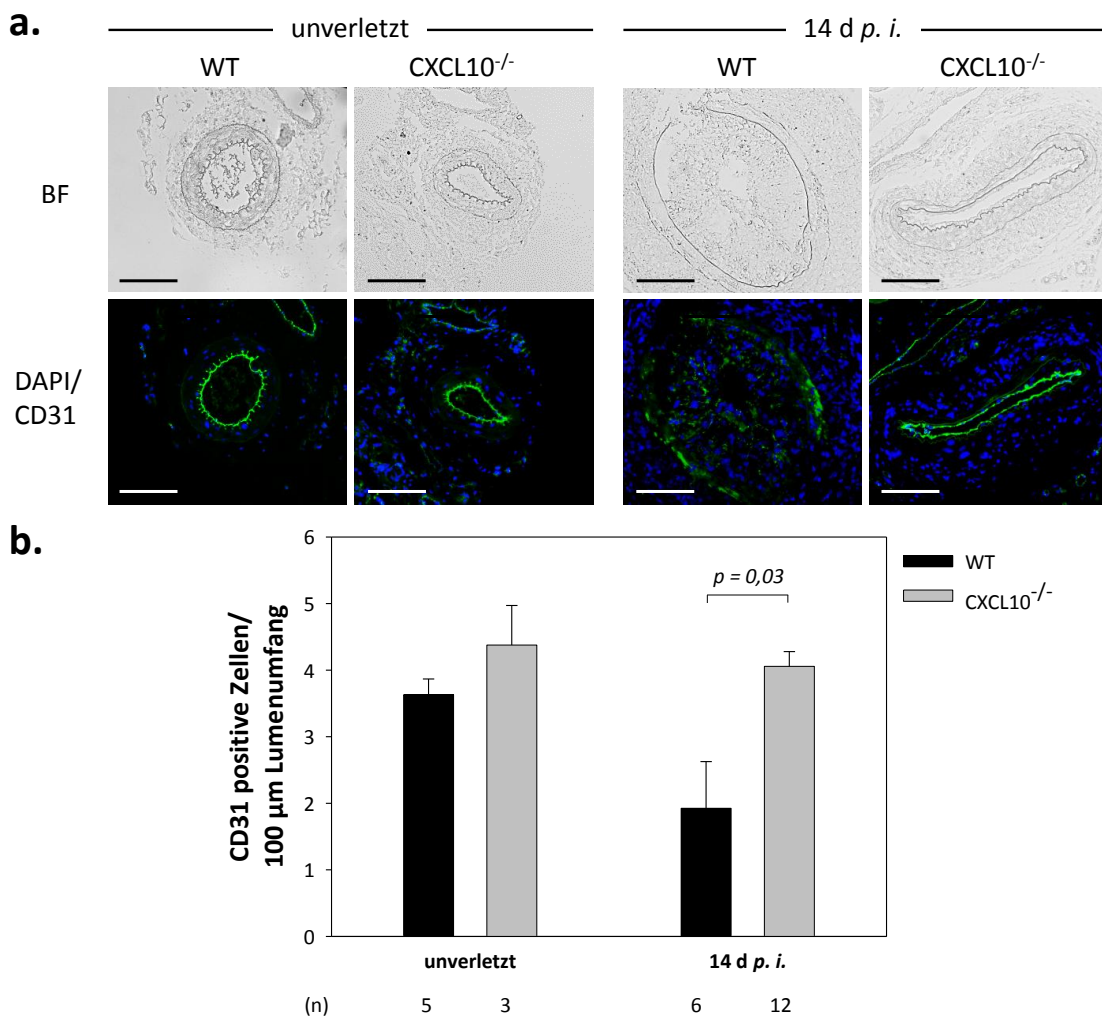 a.
unverletzt
14 d p. i.
WT
CXCL10-/-
WT
CXCL10-/-
BF
DAPI/
CD31
b.
CD31 positive Zellen/
100 µm Lumenumfang
6
5
4
3
2
1
0
p = 0,03
WT
CXCL10-/-
unverletzt
14 d p. i.
(n)
5
3
6
12